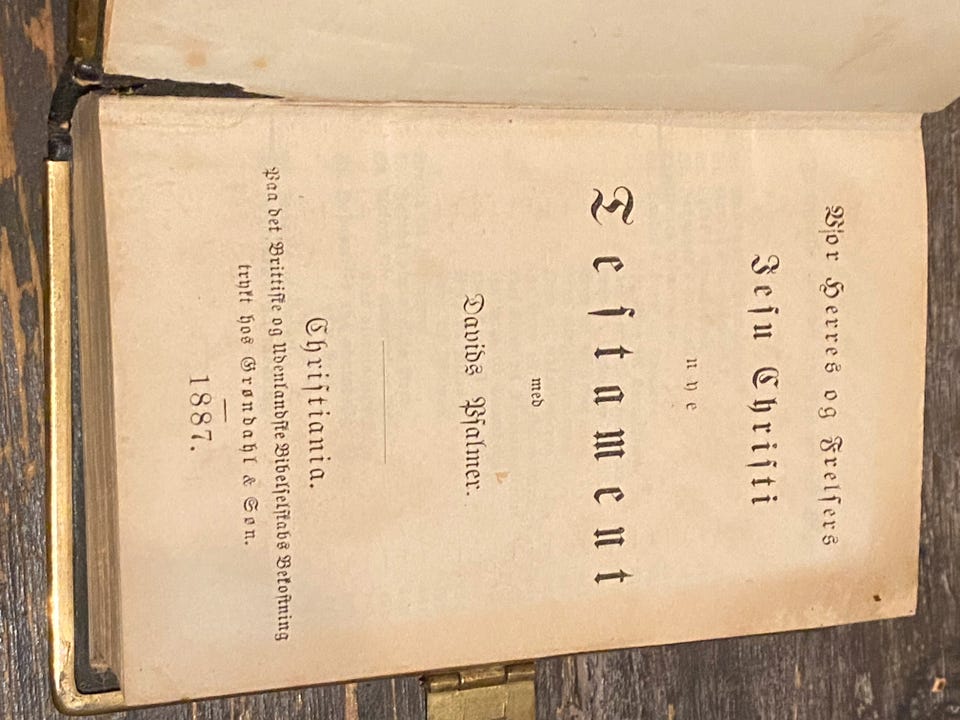 Vor Herres og Frelsers
Jesu Christi
nye
Testament
med
Davids Psalmer.
Christiania.
Paa det Brittiske og Udenlandske Bibelselskabs Bekostning
trykt hos Grøndahl & Søn.
1887.